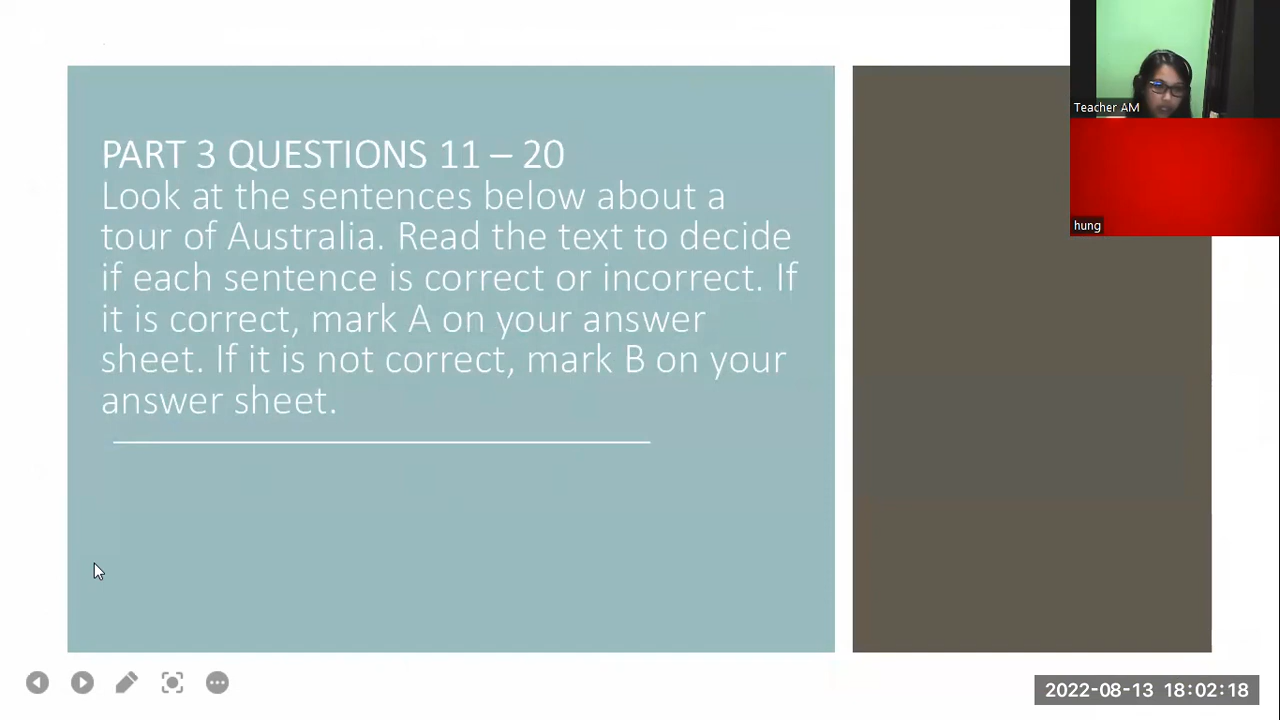 PART 3 QUESTIONS 11 – 20
Look at the sentences below about a
tour of Australia. Read the text to decide
if each sentence is correct or incorrect. If
it is correct, mark A on your answer
sheet. If it is not correct, mark B on your
answer sheet.
Teacher AM
hung
2022-08-13 18:02:18